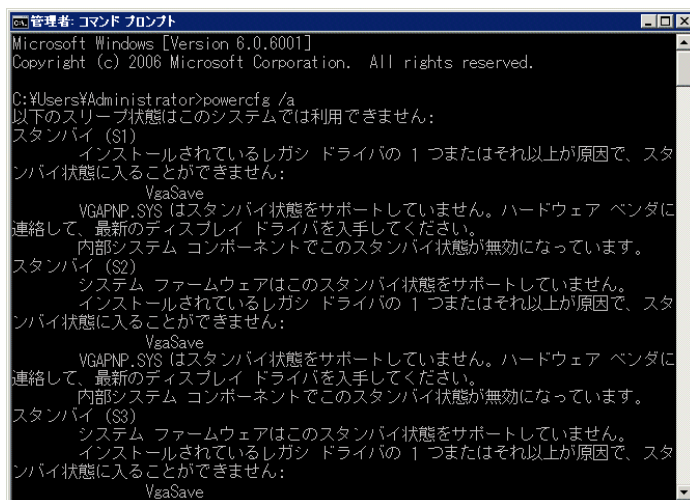 管理者: コマンド プロンプト
Microsoft Windows [Version 6.0.6001]
Copyright (c) 2006 Microsoft Corporation.  All rights reserved.
C:¥Users¥Administrator>powercfg /a
以下のスリープ状態はこのシステムでは利用できません:
スタンバイ (S1)
インストールされているレガシ ドライバの 1 つまたはそれ以上が原因で、スタ
ンバイ状態に入ることができません:
VgaSave
VGAPNP.SYS はスタンバイ状態をサポートしていません。ハードウェア ベンダに
連絡して、最新のディスプレイ ドライバを入手してください。
内部システム コンポーネントでこのスタンバイ状態が無効になっています。
スタンバイ (S2)
システム ファームウェアはこのスタンバイ状態をサポートしていません。
インストールされているレガシ ドライバの 1 つまたはそれ以上が原因で、スタ
ンバイ状態に入ることができません:
VgaSave
VGAPNP.SYS はスタンバイ状態をサポートしていません。ハードウェア ベンダに
連絡して、最新のディスプレイ ドライバを入手してください。
内部システム コンポーネントでこのスタンバイ状態が無効になっています。
スタンバイ (S3)
システム ファームウェアはこのスタンバイ状態をサポートしていません。
インストールされているレガシ ドライバの 1 つまたはそれ以上が原因で、スタ
ンバイ状態に入ることができません:
VgaSave